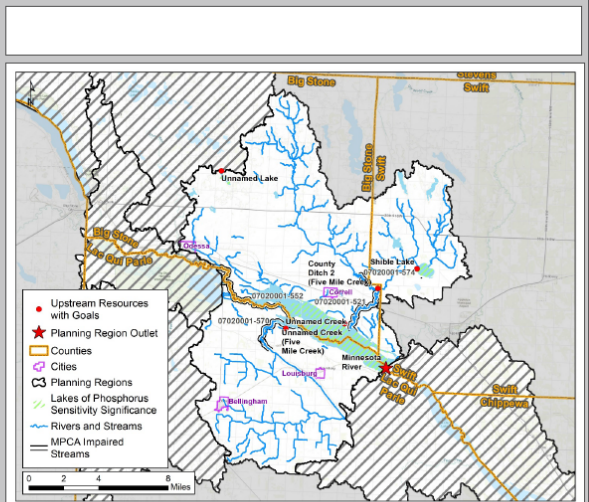 Big Stone
Stevens
Swift
N
Big Stone
Swift
Unnamed Lake
Odessa
Big Stone
Lac Qui Parle
County
Ditch 2
(Five Mile Creek)
Shible Lake
07020001-574
Correll
07020001-521
07020001-552
07020001-570
Unnamed Creek
Unnamed Creek
(Five
Mile Creek)
Minnesota
River
Louisburg
Bellingham
Swift
Lac Qui
Parle
Swift
Chippewa
Upstream Resources
with Goals
Planning Region Outlet
Counties
Cities
Planning Regions
Lakes of Phosphorus
Sensitivity Significance
Rivers and Streams
MPCA Impaired
Streams
0 2 4 8
Miles